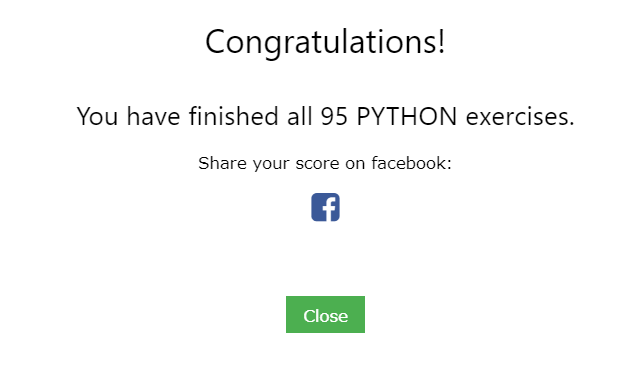 Congratulations!
You have finished all 95 PYTHON exercises.
Share your score on facebook:
Close